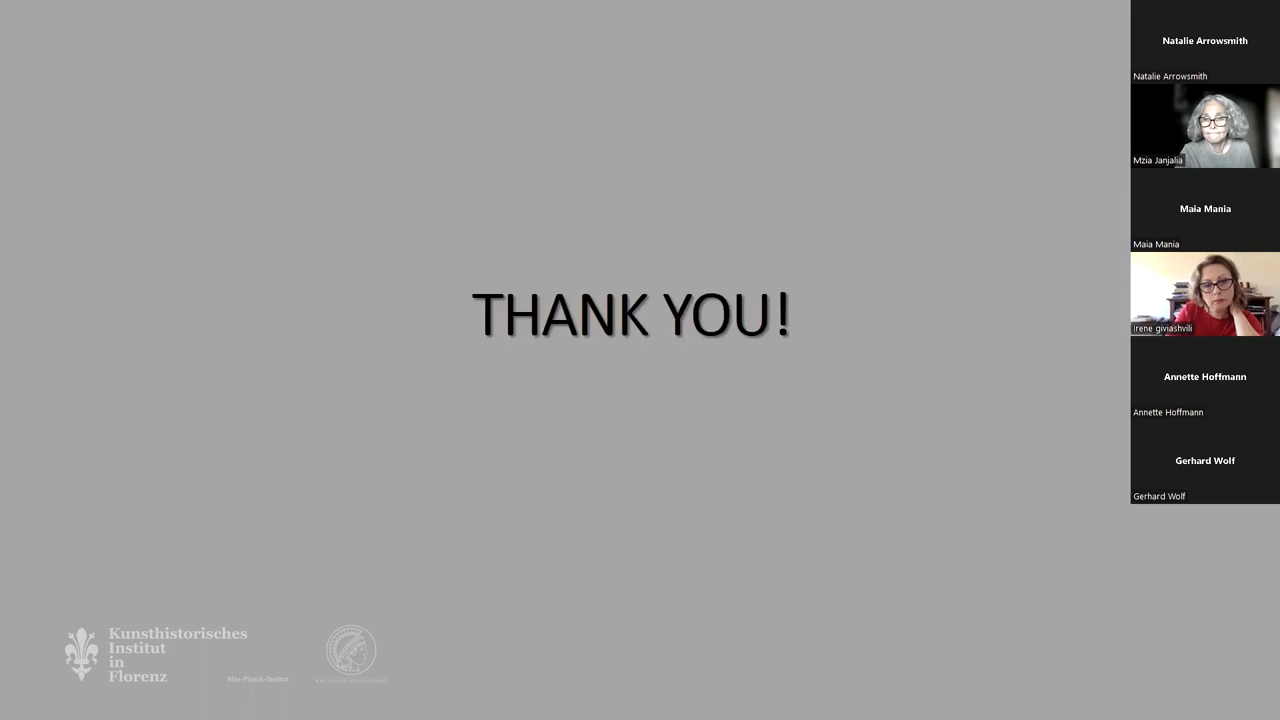 THANK YOU!
Kunsthistorisches
Institut
in
Florenz
Max-Planck-Institut
Natalie Arrowsmith
Natalie Arrowsmith
Mzia Janjalia
Maia Mania
Maia Mania
Irene giviashvili
Annette Hoffmann
Annette Hoffmann
Gerhard Wolf
Gerhard Wolf